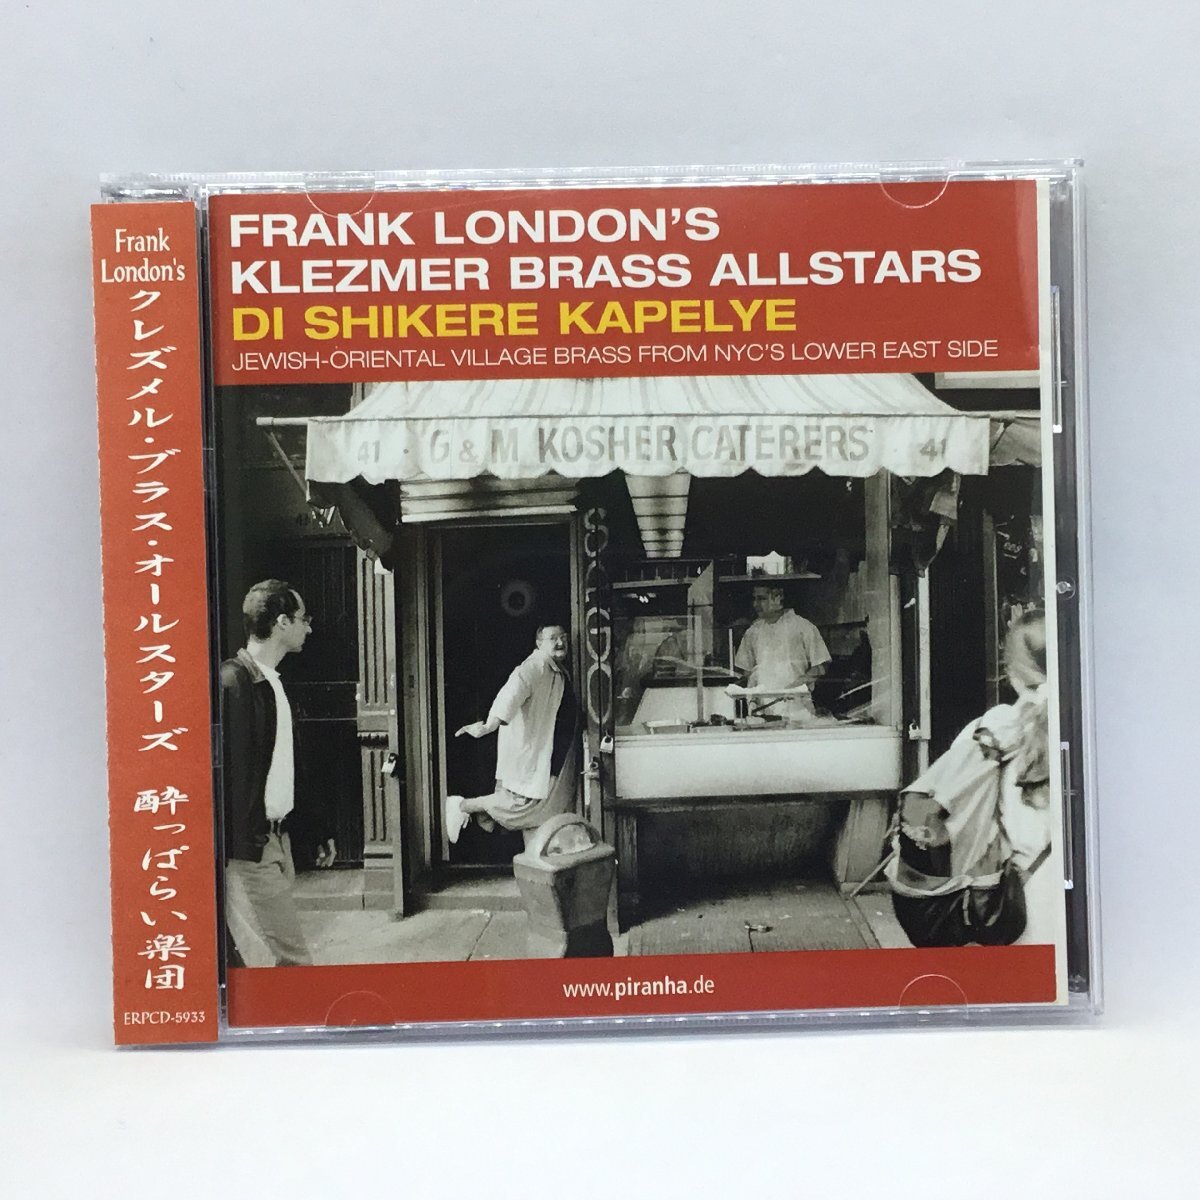 Frank
London's
クレズメル・ブラス・オールスターズ 酔っぱらい楽団
ERPCD-5933
FRANK LONDON'S
KLEZMER BRASS ALLSTARS
DI SHIKERE KAPELYE
JEWISH-ORIENTAL VILLAGE BRASS FROM NYC'S LOWER EAST SIDE
41 · G & M KOSHER CATERERS · 41
www.piranha.de